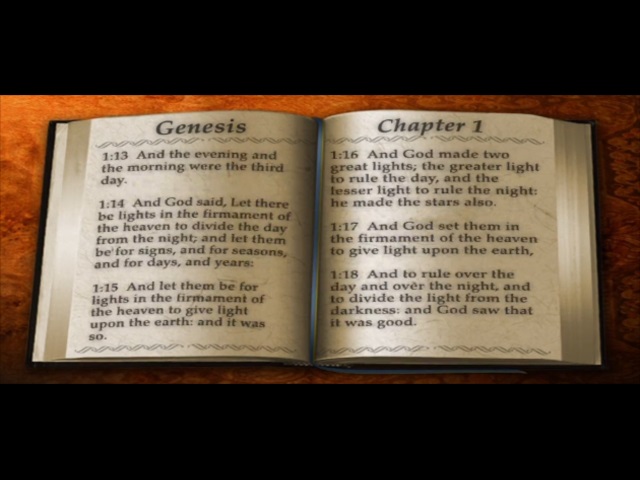 Genesis
1:13 And the evening and
the morning were the third
day.
1:14 And God said, Let there
be lights in the firmament of
the heaven to divide the day
from the night; and let them
be for signs, and for seasons,
and for days, and years:
1:15 And let them be for
lights in the firmament of
the heaven to give light
upon the earth: and it was
so.
Chapter 1
1:16 And God made two
great lights; the greater light
to rule the day, and the
lesser light to rule the night:
he made the stars also.
1:17 And God set them in
the firmament of the heaven
to give light upon the earth,
1:18 And to rule over the
day and over the night, and
to divide the light from the
darkness: and God saw that
it was good.